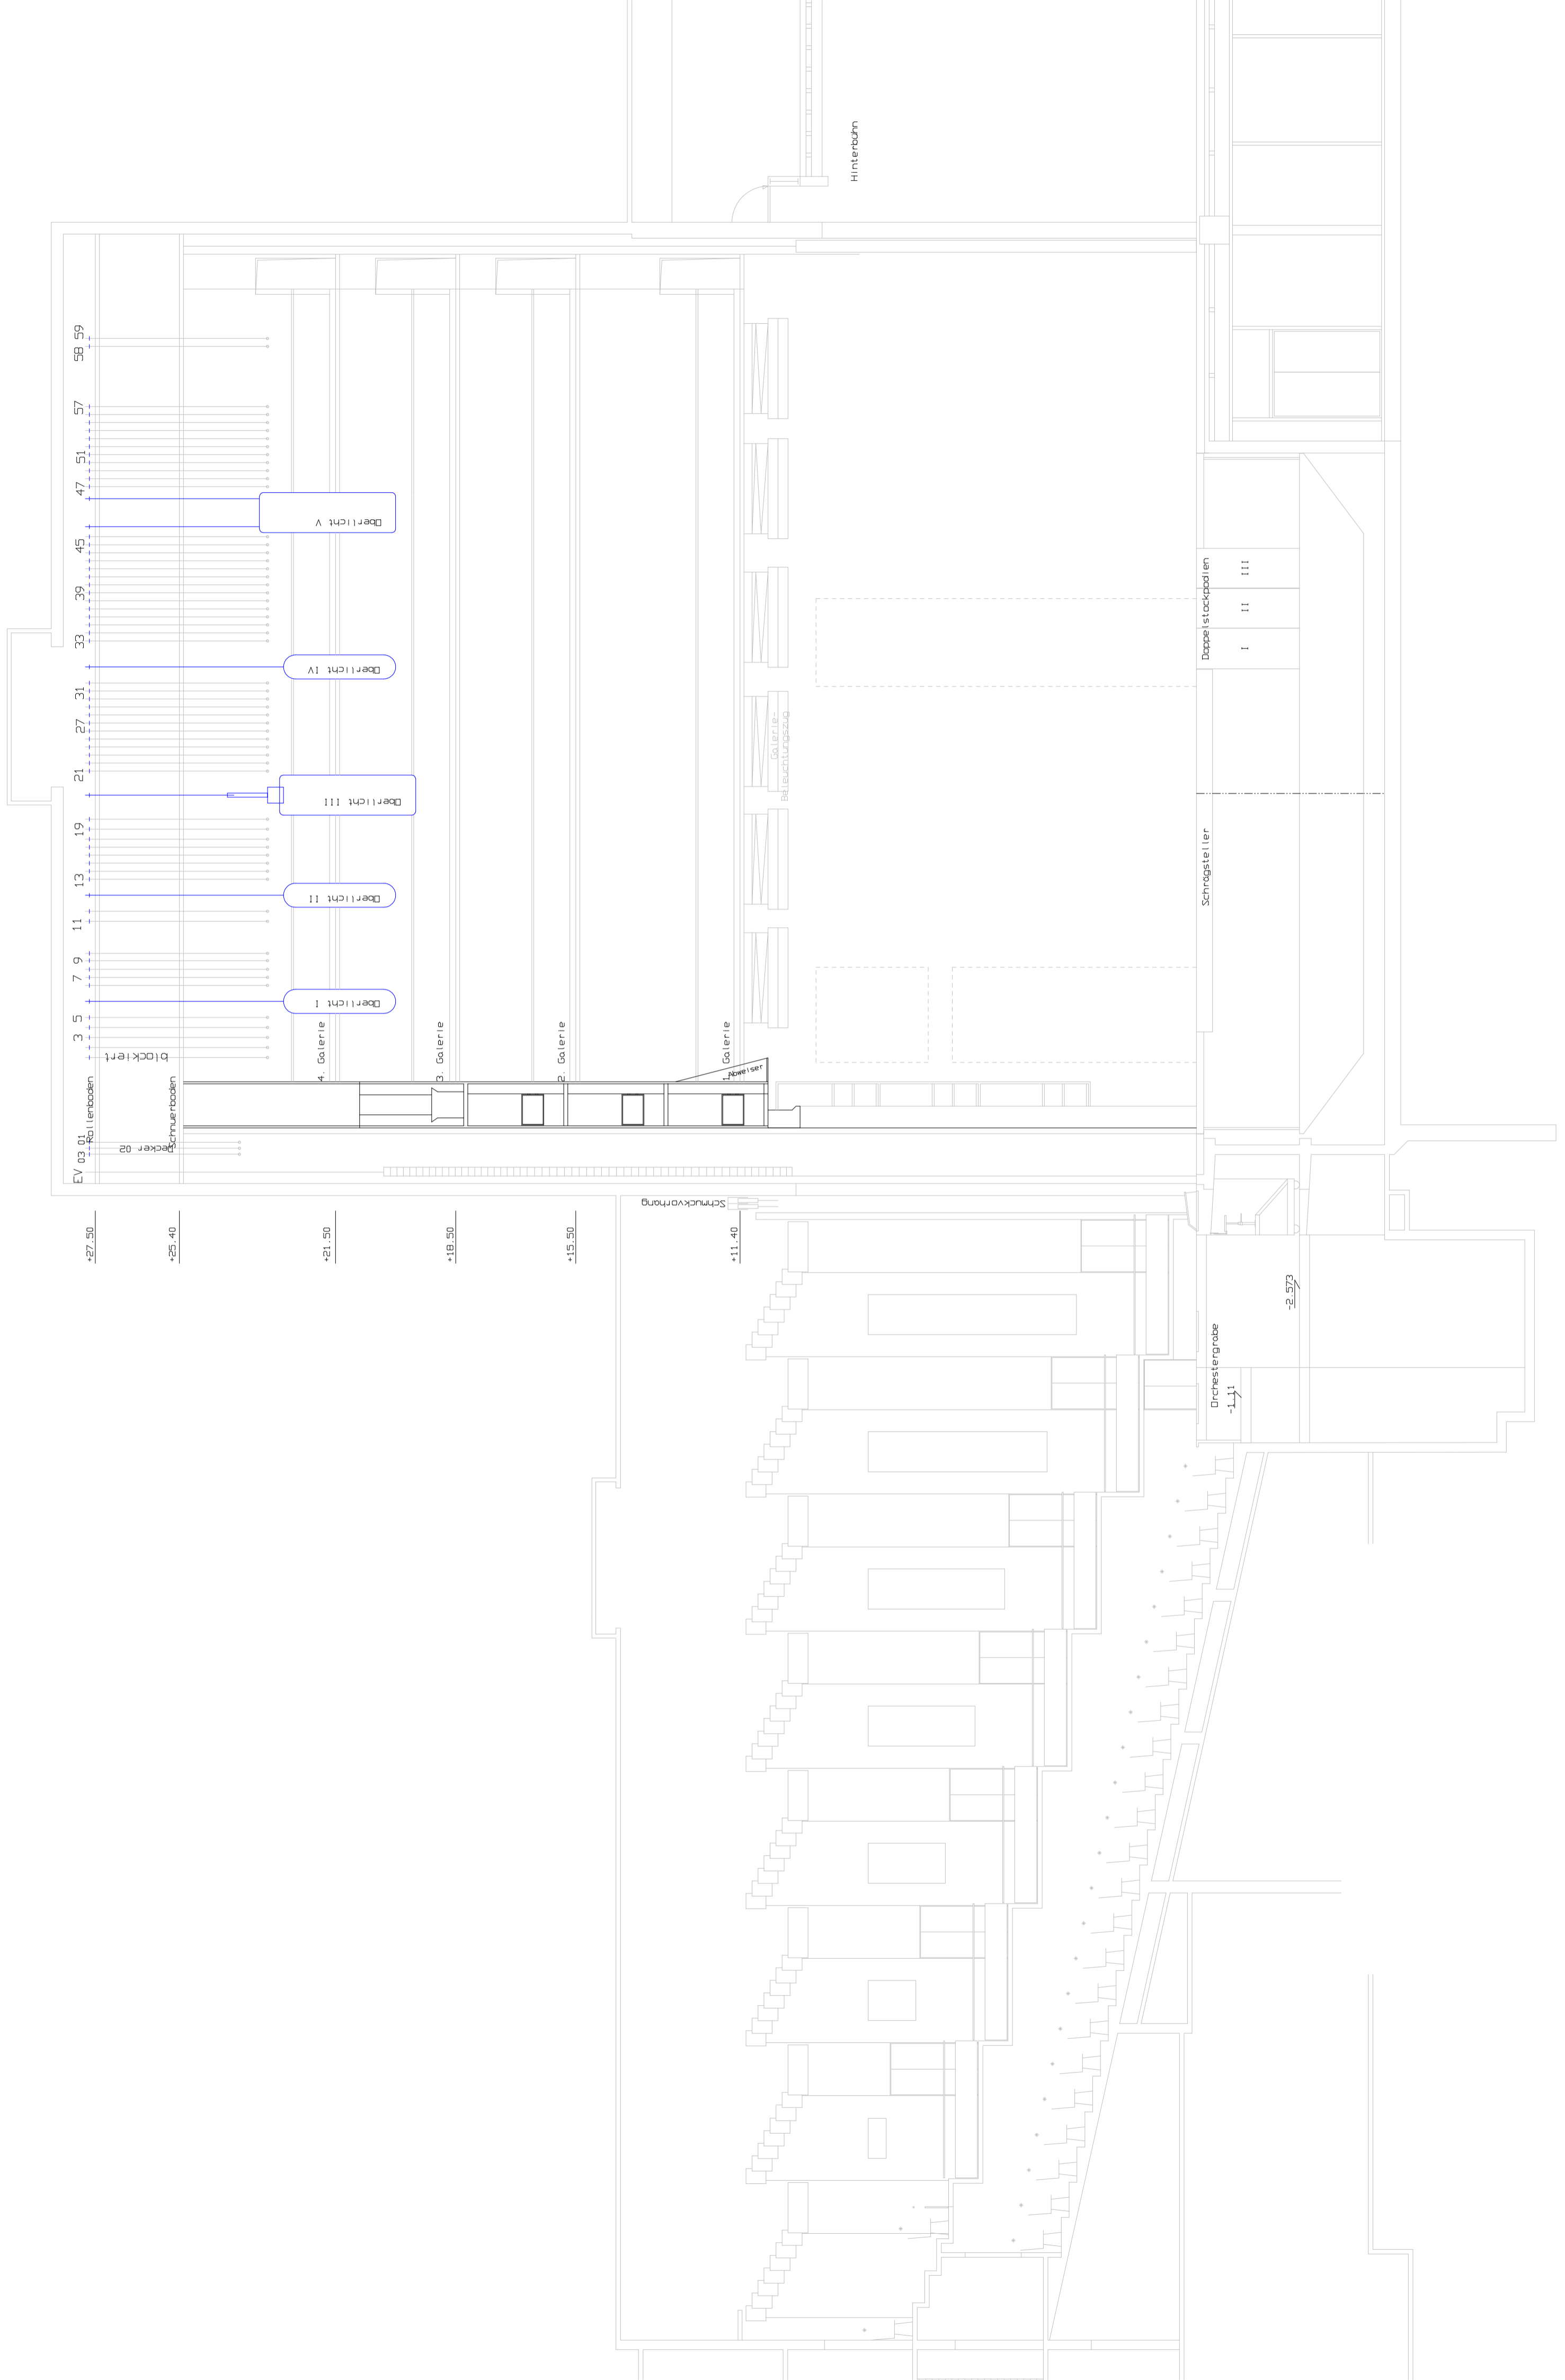 Hinterbühn
58 59
57
51
47
45
39
33
31
27
21
19
13
11
9
7
5
3
03 01
EV
Oberlicht V
Oberlicht IV
Oberlicht III
Oberlicht II
Oberlicht I
blockiert
Decker 02
Rollenboden
Schnuerboden
4. Galerie
3. Galerie
2. Galerie
1. Galerie
Abweiser
Galerie-
Beleuchtungszug
Doppelstockpodien
I
II
III
Schrägsteller
Schmuckvorhang
+27.50
+25.40
+21.50
+18.50
+15.50
+11.40
Orchestergrabe
-2.573
-1.11